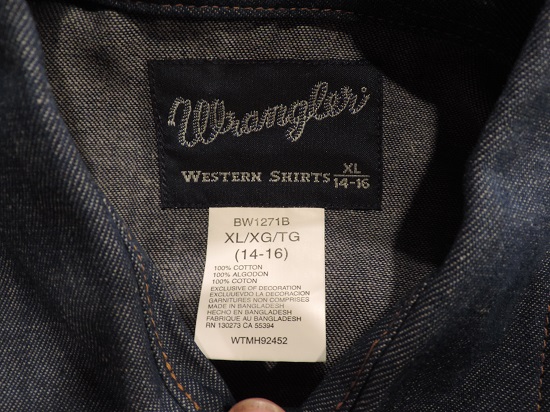 Wrangler
WESTERN SHIRTS XL
14-16
BW1271B
XL/XG/TG
(14-16)
100% COTTON
100% ALGODON
100% COTON
EXCLUSIVE OF DECORATION
EXCLUIUEVDO LA DECORACION
GARNITURES NON COMPRISES
MADE IN BANGLADESH
HECHO EN BANGLADESH
FABRIQUE AU BANGLADESH
RN 130273 CA 55394
WTMH92452